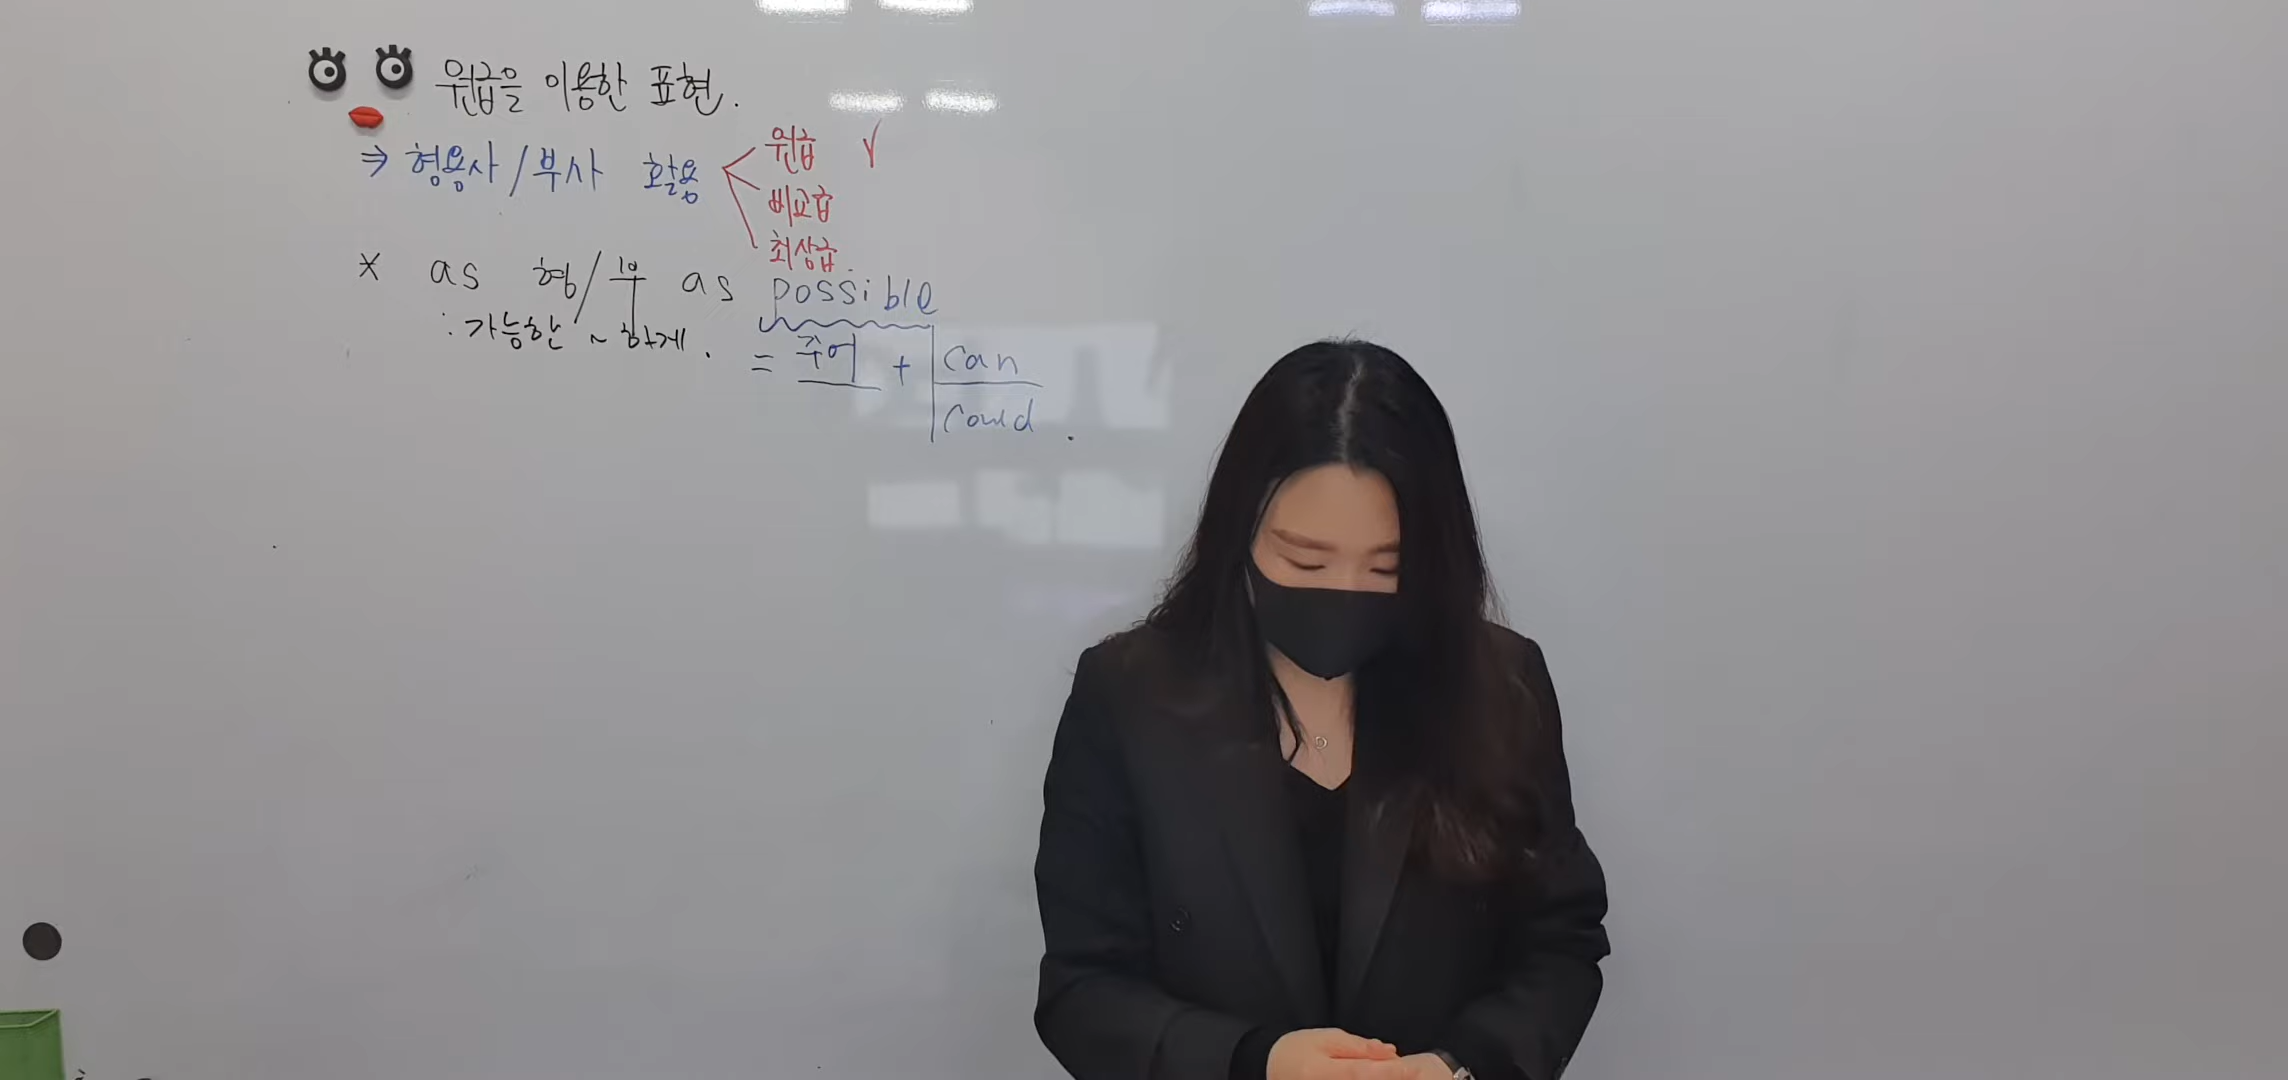 원급을 이용한 표현.
⇒ 형용사/부사 활용
원급 √
비교급
최상급.
* as 형/부 as possible
: 가능한 ~ 하게.
= 주어 + can
could.